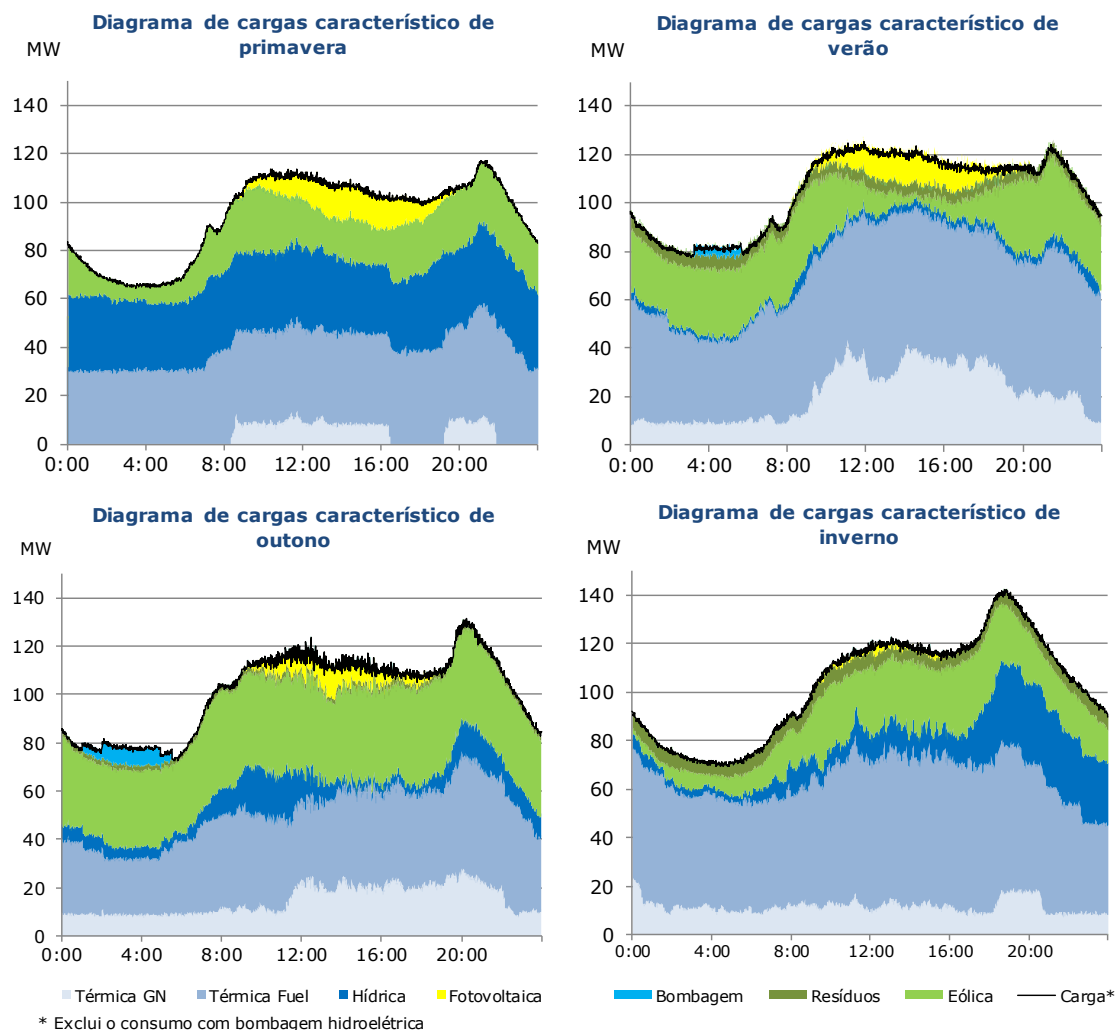 Diagrama de cargas característico de
primavera
MW
140
120
100
80
60
40
20
0
0:00 4:00 8:00 12:00 16:00 20:00
Diagrama de cargas característico de
verão
MW
140
120
100
80
60
40
20
0
0:00 4:00 8:00 12:00 16:00 20:00
Diagrama de cargas característico de
outono
MW
140
120
100
80
60
40
20
0
0:00 4:00 8:00 12:00 16:00 20:00
Diagrama de cargas característico de
inverno
MW
140
120
100
80
60
40
20
0
0:00 4:00 8:00 12:00 16:00 20:00
Térmica GN Térmica Fuel Hídrica Fotovoltaica Bombagem Resíduos Eólica Carga*
* Exclui o consumo com bombagem hidroelétrica